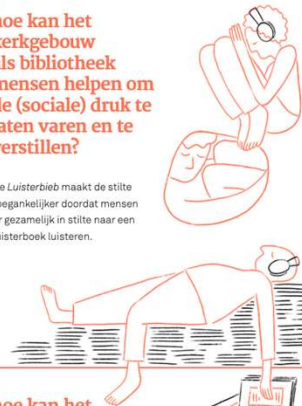 hoe kan het
kerkgebouw
als bibliotheek
mensen helpen om
de (sociale) druk te
laten varen en te
verstillen?
De Luisterbieb maakt de stilte
toegankelijker doordat mensen
er gezamelijk in stilte naar een
luisterboek luisteren.
hoe kan het